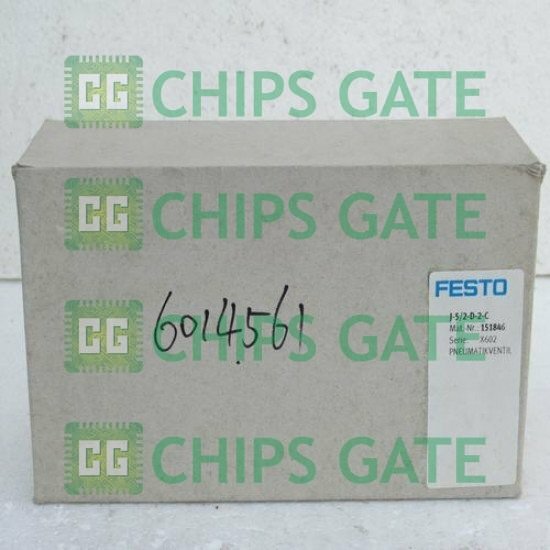 CG CHIPS GATE
CG CHIPS GATE
FESTO
J-5/2-D-2-C
Mat. Nr.: 151846
Serie: X602
PNEUMATIKVENTIL
6014561
CG CHIPS GATE
CG CHIPS GATE